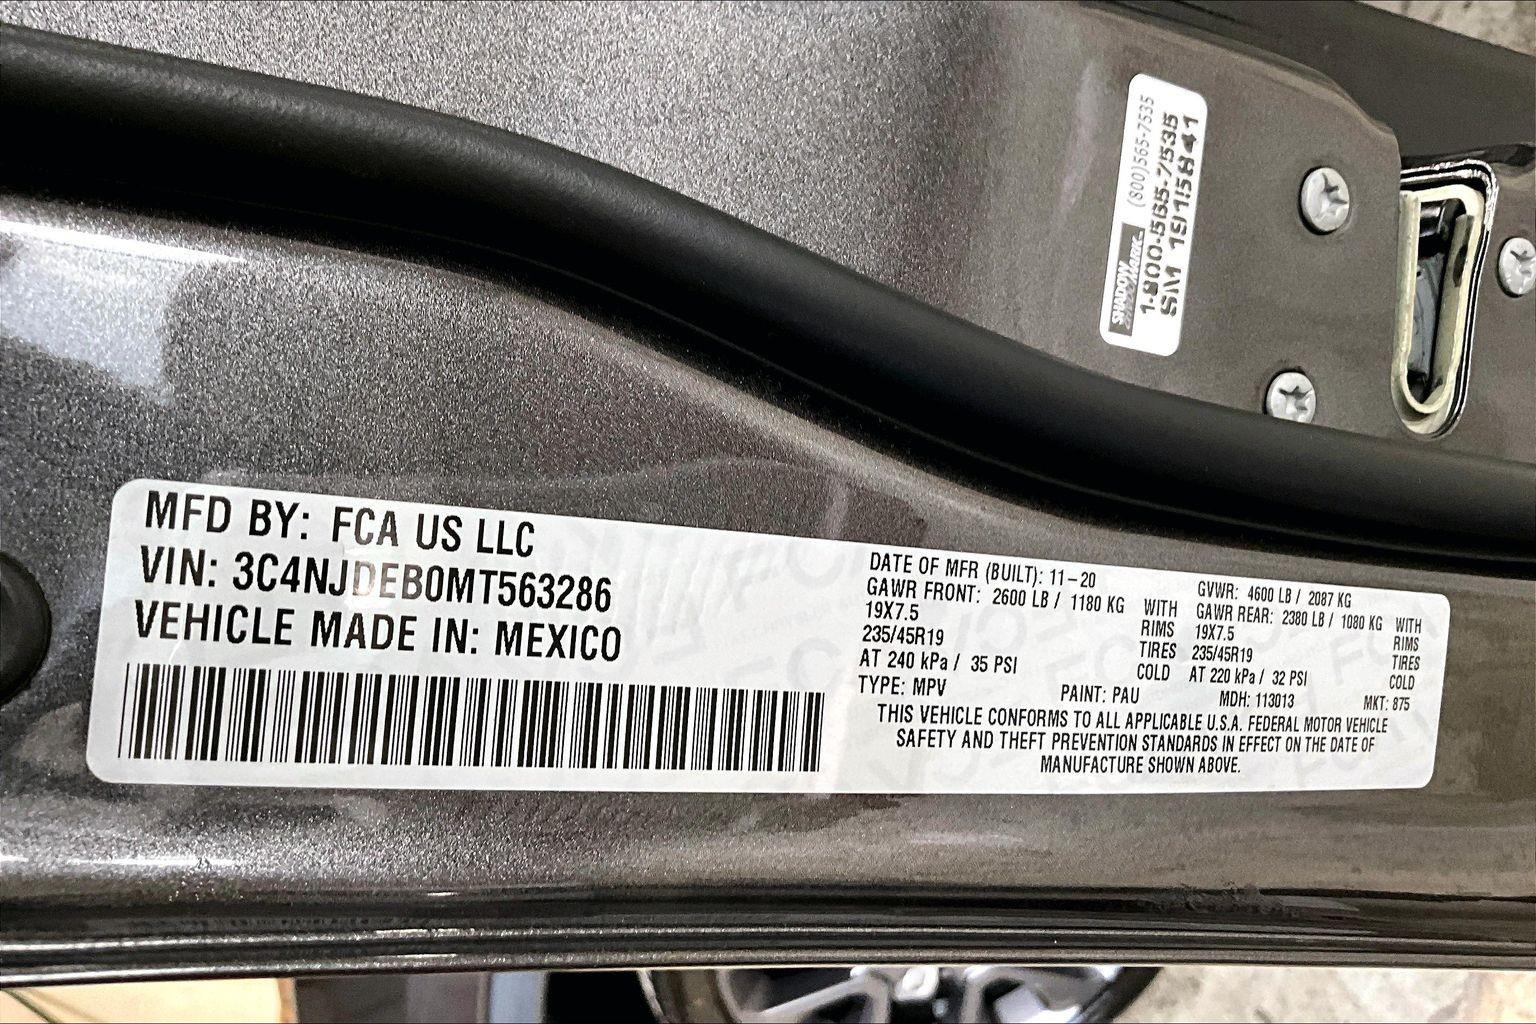 (800)565-7535
SHADOW
1-800-565-7535
SM 19115841
MFD BY: FCA US LLC
VIN: 3C4NJDEB0MT563286
VEHICLE MADE IN: MEXICO
DATE OF MFR (BUILT): 11-20
GAWR FRONT: 2600 LB / 1180 KG WITH
19X7.5 RIMS
235/45R19 TIRES
AT 240 kPa / 35 PSI COLD
GVWR: 4600 LB / 2087 KG
GAWR REAR: 2380 LB / 1080 KG WITH
19X7.5 RIMS
235/45R19 TIRES
AT 220 kPa / 32 PSI COLD
TYPE: MPV PAINT: PAU MDH: 113013 MKT: 875
THIS VEHICLE CONFORMS TO ALL APPLICABLE U.S.A. FEDERAL MOTOR VEHICLE
SAFETY AND THEFT PREVENTION STANDARDS IN EFFECT ON THE DATE OF
MANUFACTURE SHOWN ABOVE.